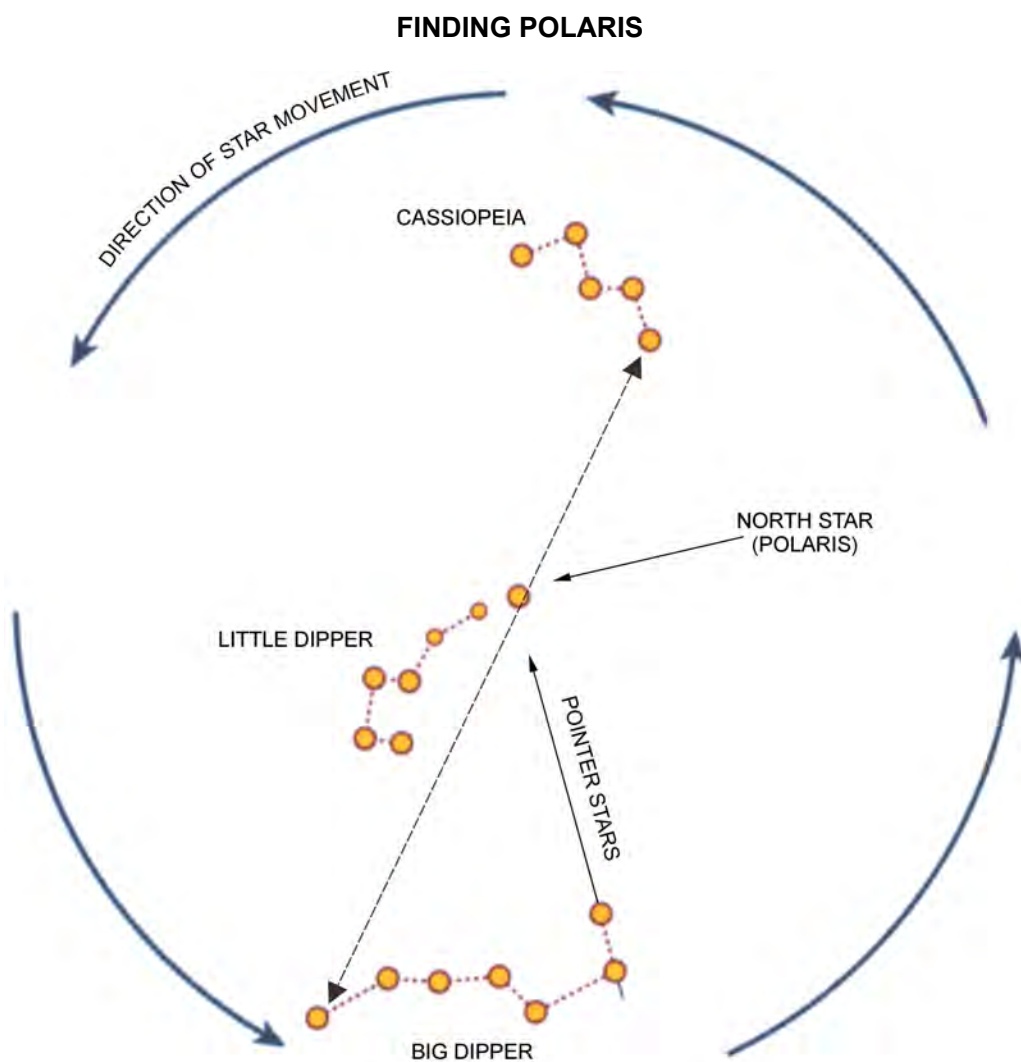 FINDING POLARIS
DIRECTION OF STAR MOVEMENT
CASSIOPEIA
NORTH STAR
(POLARIS)
LITTLE DIPPER
POINTER STARS
BIG DIPPER